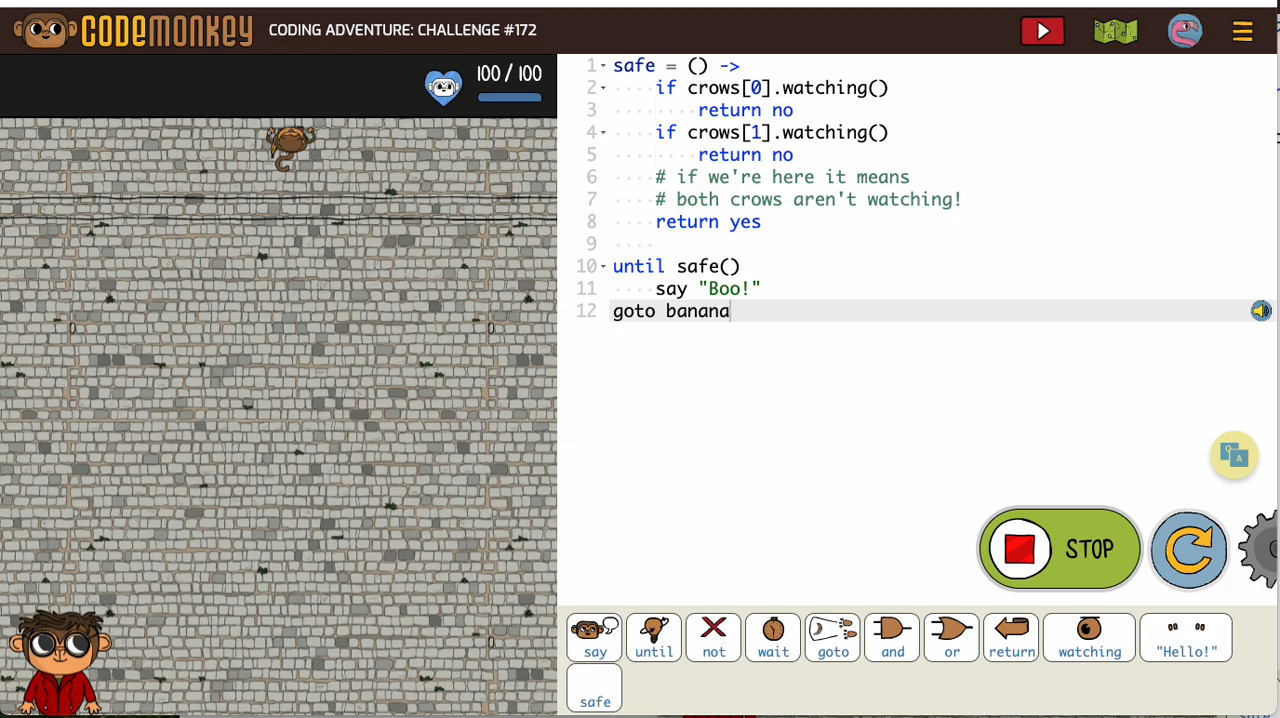 CODEMONKEY CODING ADVENTURE: CHALLENGE #172
100 / 100
1 safe = () ->
2 if crows[0].watching()
3 return no
4 if crows[1].watching()
5 return no
6 # if we're here it means
7 # both crows aren't watching!
8 return yes
9
10 until safe()
11 say "Boo!"
12 goto banana
Q A
STOP
say until not wait goto and or return watching "Hello!"
safe